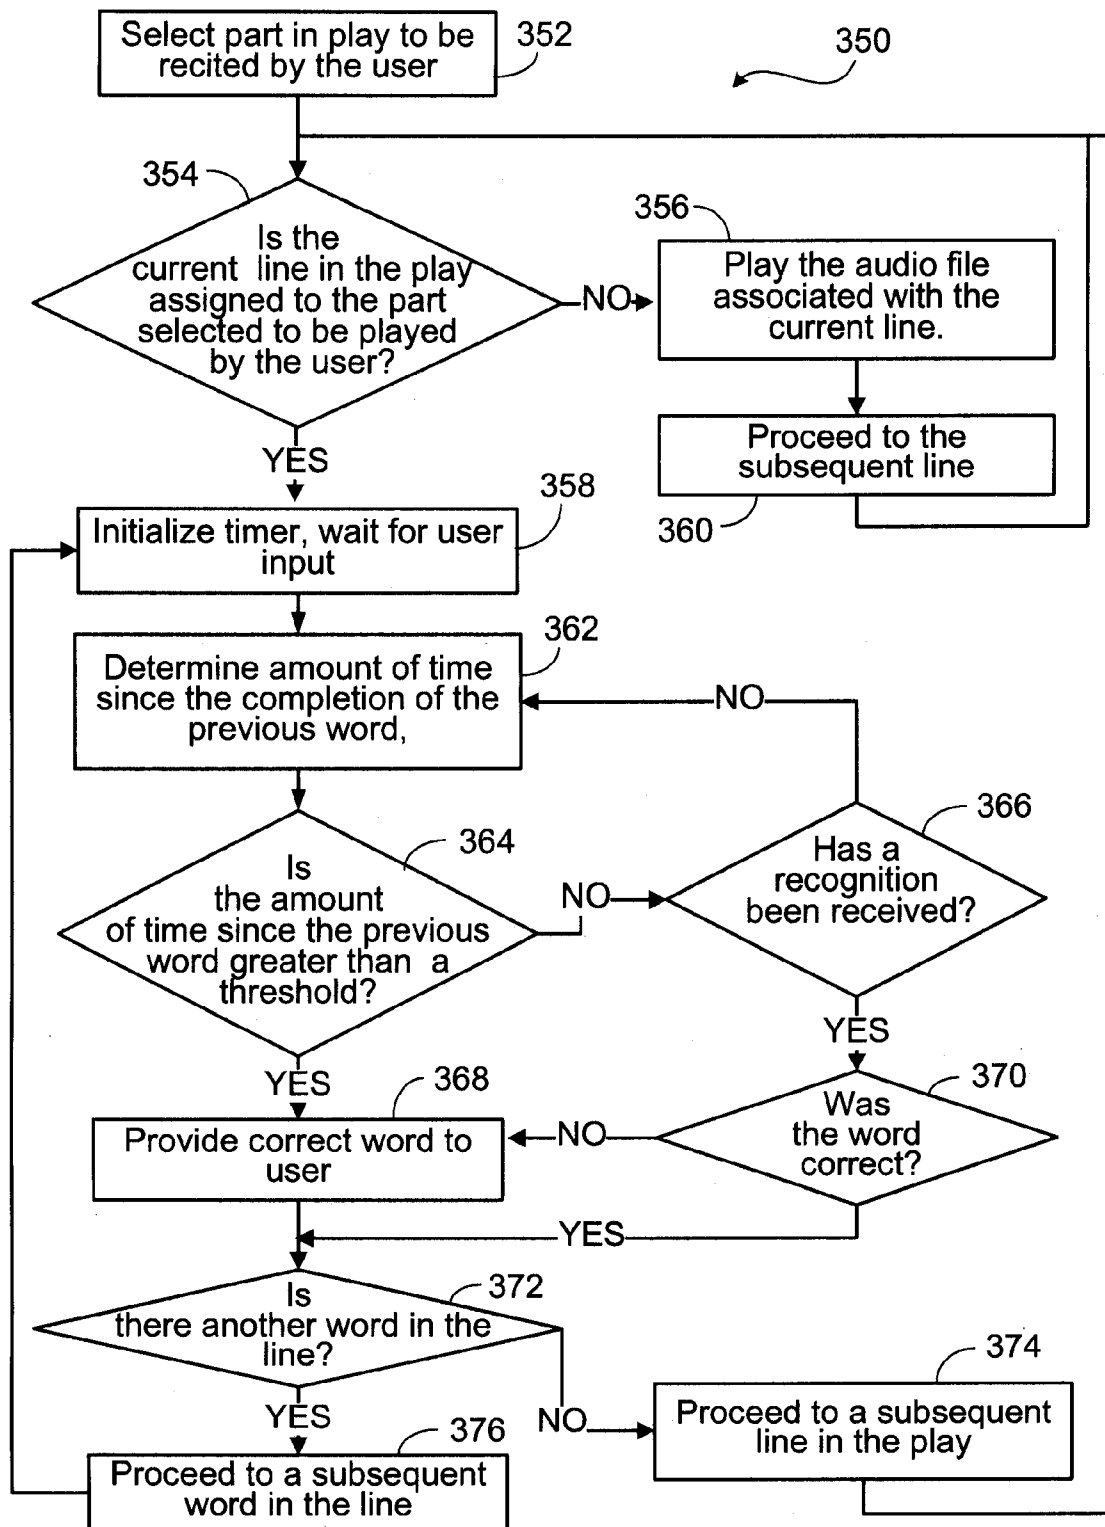 Select part in play to be
recited by the user
352
350
354
Is the
current line in the play
assigned to the part
selected to be played
by the user?
NO
356
Play the audio file
associated with the
current line.
YES
Proceed to the
subsequent line
360
358
Initialize timer, wait for user
input
362
Determine amount of time
since the completion of the
previous word,
NO
364
Is
the amount
of time since the previous
word greater than a
threshold?
NO
366
Has a
recognition
been received?
YES
YES
368
Provide correct word to
user
NO
370
Was
the word
correct?
YES
372
Is
there another word in the
line?
YES
NO
374
Proceed to a subsequent
line in the play
376
Proceed to a subsequent
word in the line